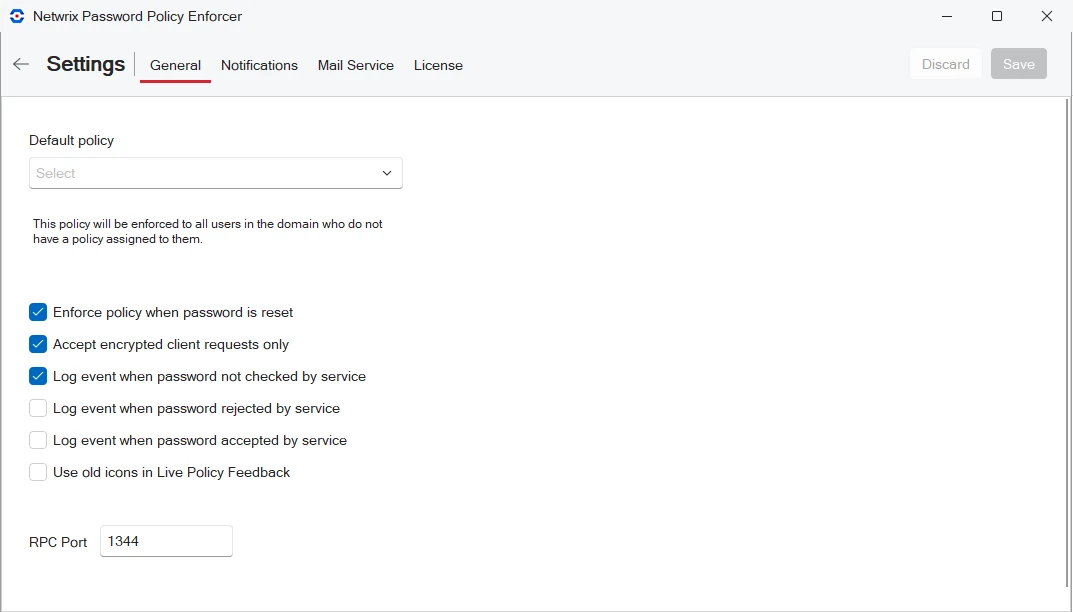 Netwrix Password Policy Enforcer
Settings
General
Notifications
Mail Service
License
Discard
Save
Default policy
Select
This policy will be enforced to all users in the domain who do not
have a policy assigned to them.
Enforce policy when password is reset
Accept encrypted client requests only
Log event when password not checked by service
Log event when password rejected by service
Log event when password accepted by service
Use old icons in Live Policy Feedback
RPC Port 1344